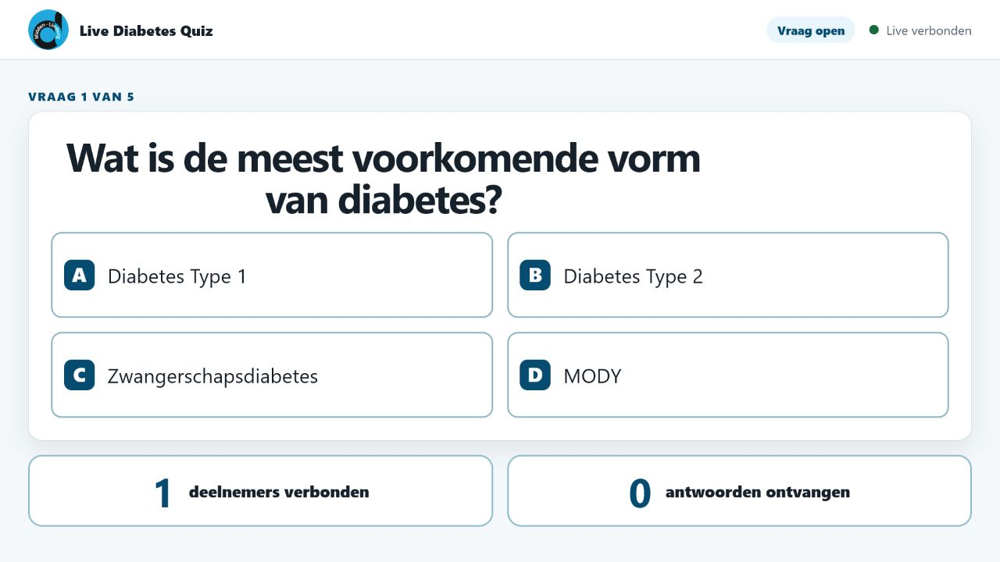 Midden - Limburg
Live Diabetes Quiz
Vraag open
Live verbonden
VRAAG 1 VAN 5
Wat is de meest voorkomende vorm
van diabetes?
A Diabetes Type 1
B Diabetes Type 2
C Zwangerschapsdiabetes
D MODY
1 deelnemers verbonden
0 antwoorden ontvangen